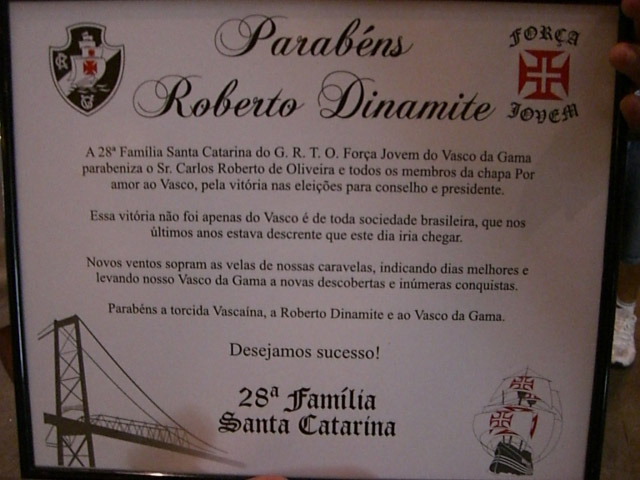 Parabéns
Roberto Dinamite
FORÇA
JOVEM
A 28ª Família Santa Catarina do G. R. T. O. Força Jovem do Vasco da Gama
parabeniza o Sr. Carlos Roberto de Oliveira e todos os membros da chapa Por
amor ao Vasco, pela vitória nas eleições para conselho e presidente.
Essa vitória não foi apenas do Vasco é de toda sociedade brasileira, que nos
últimos anos estava descrente que este dia iria chegar.
Novos ventos sopram as velas de nossas caravelas, indicando dias melhores e
levando nosso Vasco da Gama a novas descobertas e inúmeras conquistas.
Parabéns a torcida Vascaína, a Roberto Dinamite e ao Vasco da Gama.
Desejamos sucesso!
28ª Família
Santa Catarina